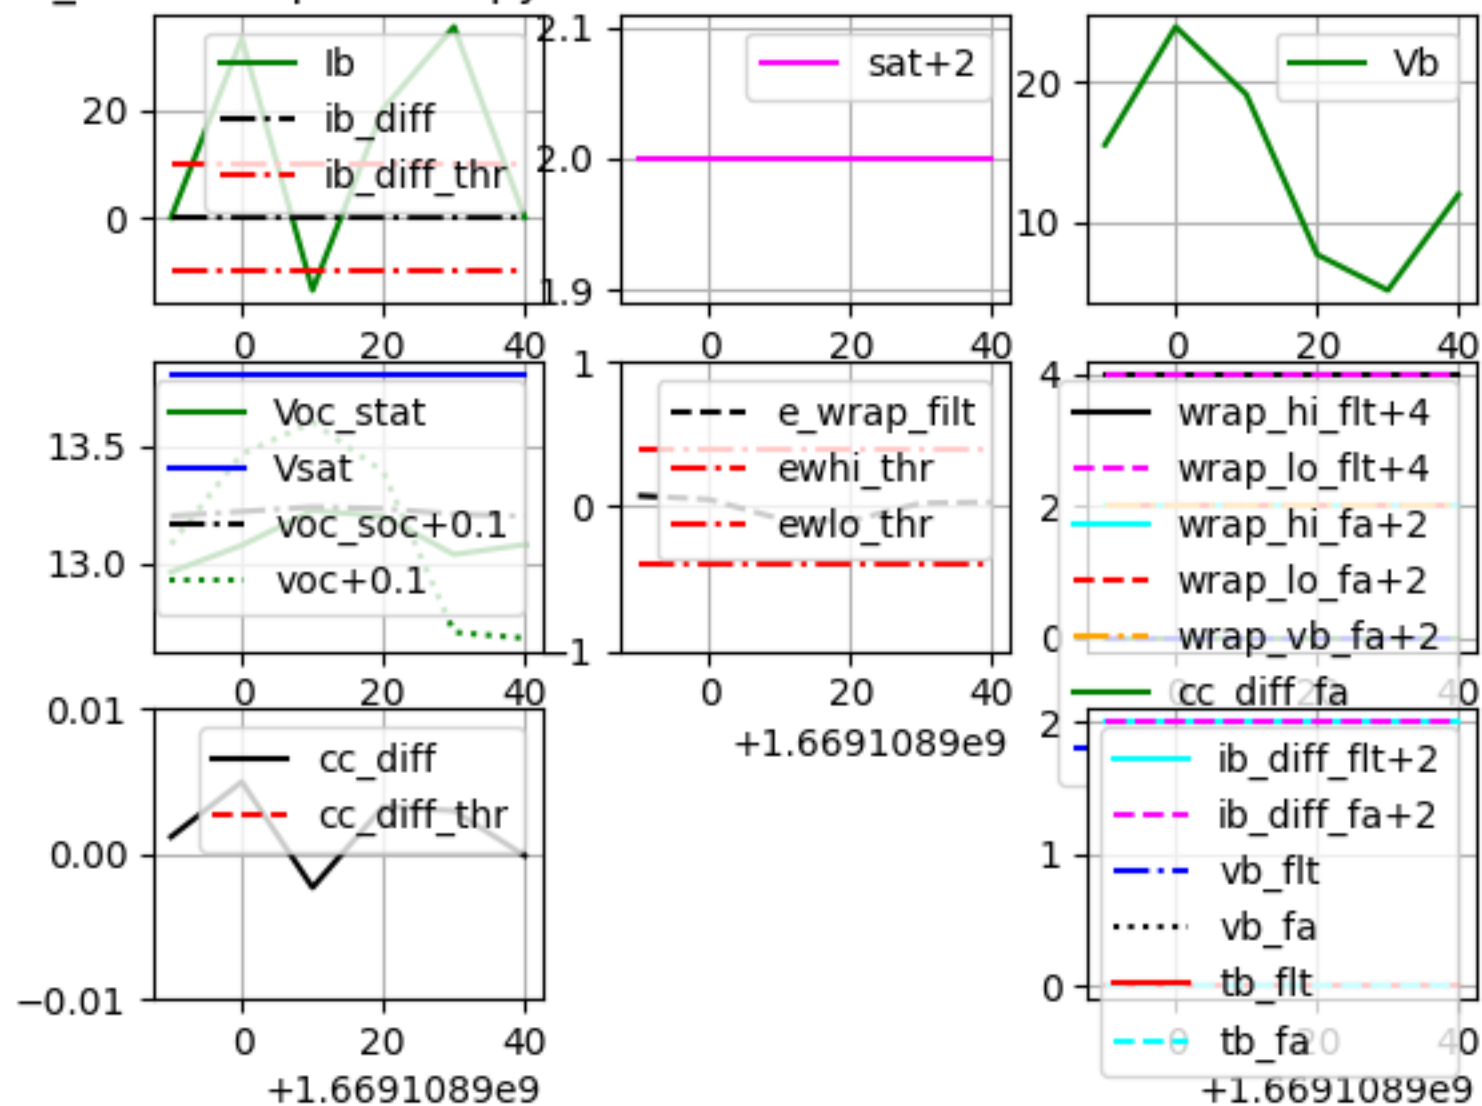 2.1
Ib
sat+2
Vb
20
20
ib_diff
2.0
ib_diff_thr
0
10
1.9
0 20 40
0 20 40
0 20 40
1
4
Voc_stat
e_wrap_filt
wrap_hi_flt+4
13.5
Vsat
ewhi_thr
wrap_lo_flt+4
0
2
voc_soc+0.1
ewlo_thr
wrap_hi_fa+2
13.0
voc+0.1
wrap_lo_fa+2
0
wrap_vb_fa+2
−1
0 20 40
0 20 40
0 20 40
cc_diff_fa
0.01
2
+1.6691089e9
cc_diff
ib_diff_flt+2
cc_diff_thr
ib_diff_fa+2
0.00
1
vb_flt
vb_fa
−0.01
0
tb_flt
0 20 40
tb_fa
0 20 40
+1.6691089e9
+1.6691089e9